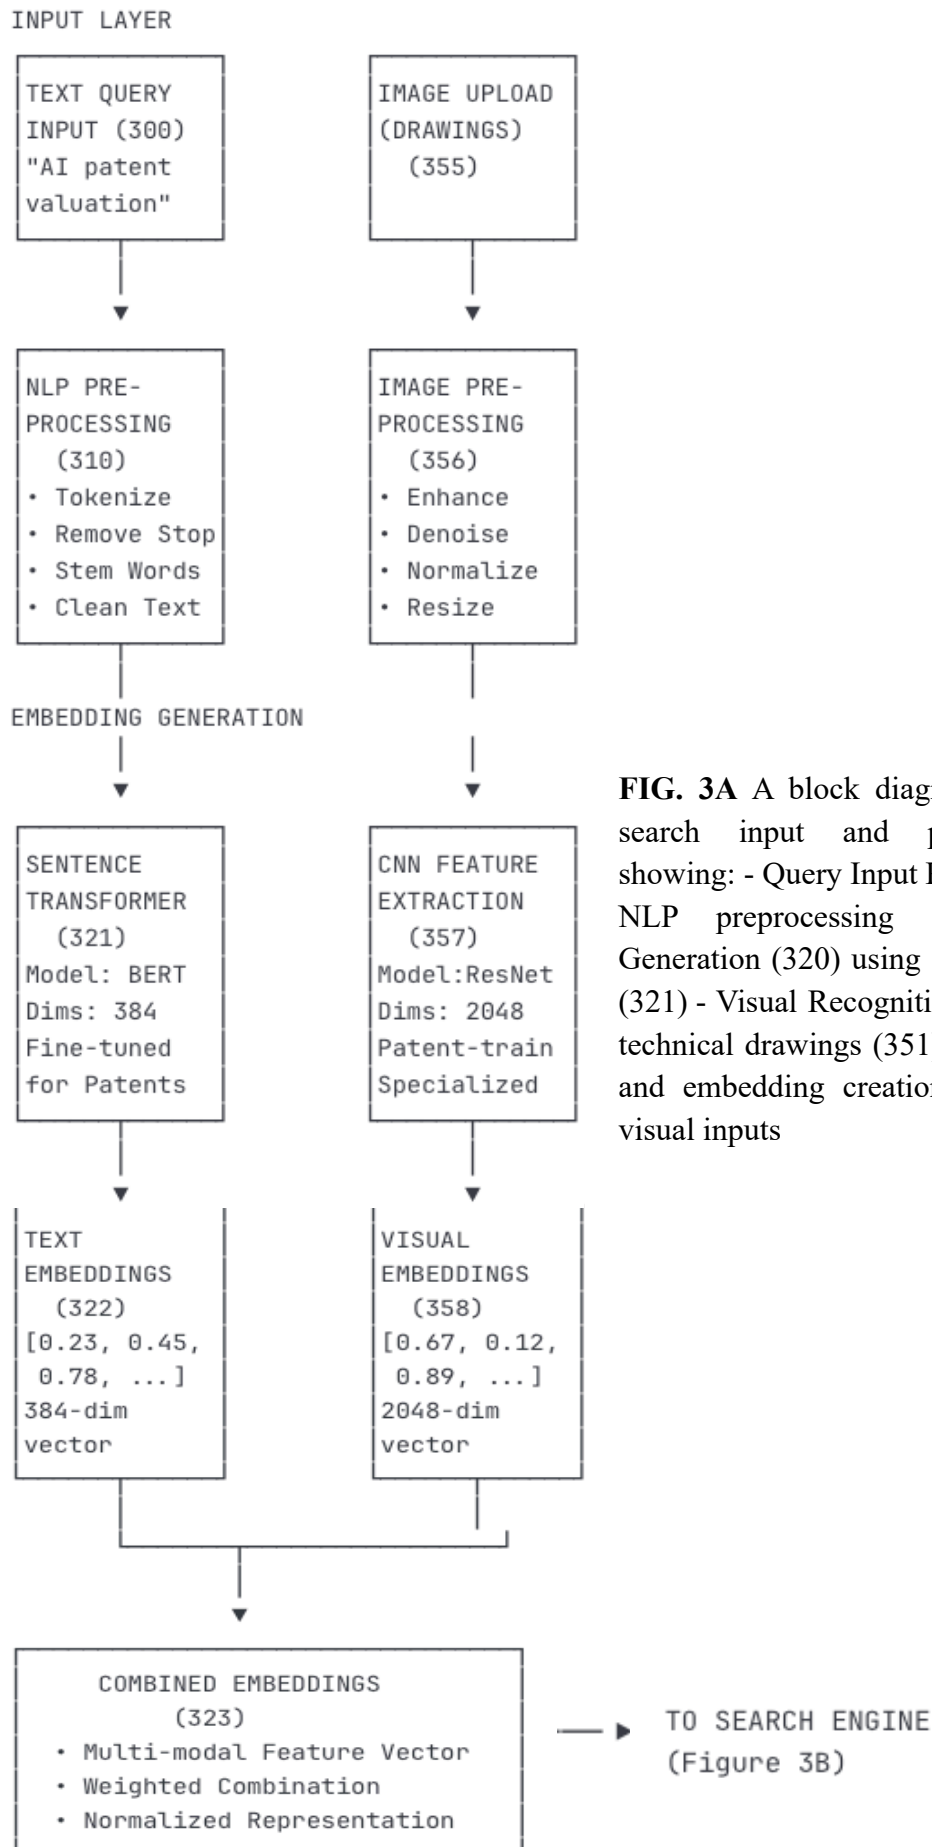 INPUT LAYER
TEXT QUERY
INPUT (300)
"AI patent
valuation"
IMAGE UPLOAD
(DRAWINGS)
(355)
NLP PRE-
PROCESSING
(310)
• Tokenize
• Remove Stop
• Stem Words
• Clean Text
IMAGE PRE-
PROCESSING
(356)
• Enhance
• Denoise
• Normalize
• Resize
EMBEDDING GENERATION
SENTENCE
TRANSFORMER
(321)
Model: BERT
Dims: 384
Fine-tuned
for Patents
CNN FEATURE
EXTRACTION
(357)
Model:ResNet
Dims: 2048
Patent-train
Specialized
FIG. 3A A block
search input and
showing: - Query Input
NLP preprocessing
Generation (320) using
(321) - Visual
technical drawings (351
and embedding
visual inputs
TEXT
EMBEDDINGS
(322)
[0.23, 0.45,
0.78, ...]
384-dim
vector
VISUAL
EMBEDDINGS
(358)
[0.67, 0.12,
0.89, ...]
2048-dim
vector
COMBINED EMBEDDINGS
(323)
• Multi-modal Feature Vector
• Weighted Combination
• Normalized Representation
TO SEARCH ENGINE
(Figure 3B)